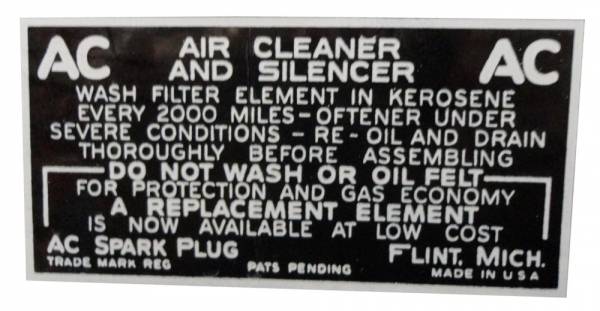 AC AIR CLEANER AC
AND SILENCER
WASH FILTER ELEMENT IN KEROSENE
EVERY 2000 MILES - OFTENER UNDER
SEVERE CONDITIONS - RE-OIL AND DRAIN
THOROUGHLY BEFORE ASSEMBLING
DO NOT WASH OR OIL FELT
FOR PROTECTION AND GAS ECONOMY
A REPLACEMENT ELEMENT
IS NOW AVAILABLE AT LOW COST
AC SPARK PLUG FLINT, MICH.
TRADE MARK REG PATS PENDING MADE IN USA